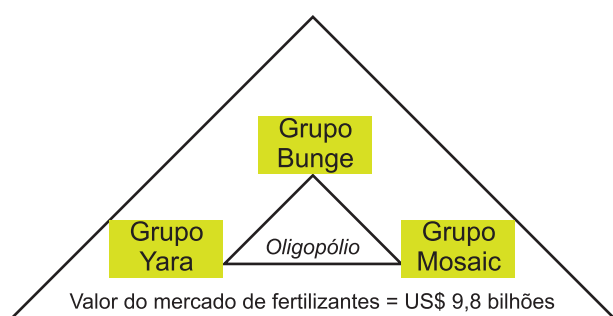 Grupo
Bunge
Grupo
Yara
Oligopólio
Grupo
Mosaic
Valor do mercado de fertilizantes = US$ 9,8 bilhões